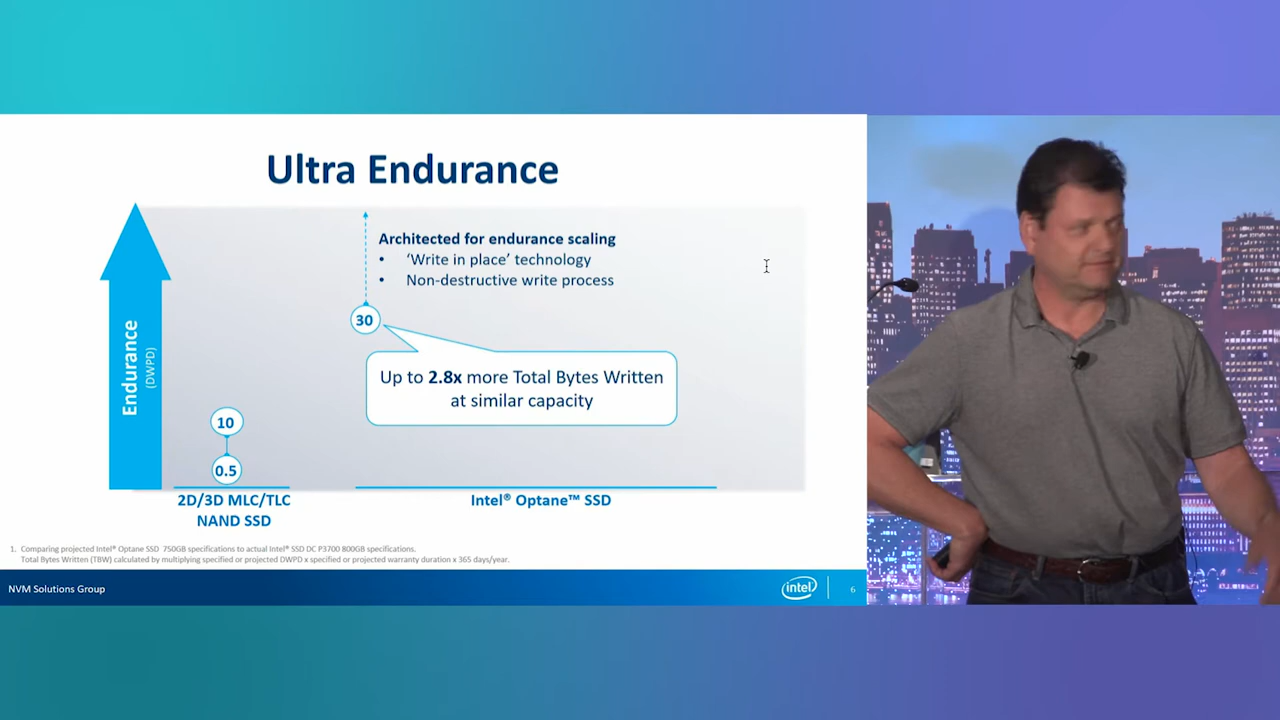 Ultra Endurance
Architected for endurance scaling
• ‘Write in place’ technology
• Non-destructive write process
30
Up to 2.8x more Total Bytes Written
at similar capacity
Endurance
(DWPD)
10
0.5
2D/3D MLC/TLC
NAND SSD
Intel® Optane™ SSD
1. Comparing projected Intel® Optane SSD 750GB specifications to actual Intel® SSD DC P3700 800GB specifications.
Total Bytes Written (TBW) calculated by multiplying specified or projected DWPD x specified or projected warranty duration x 365 days/year.
NVM Solutions Group
intel
6